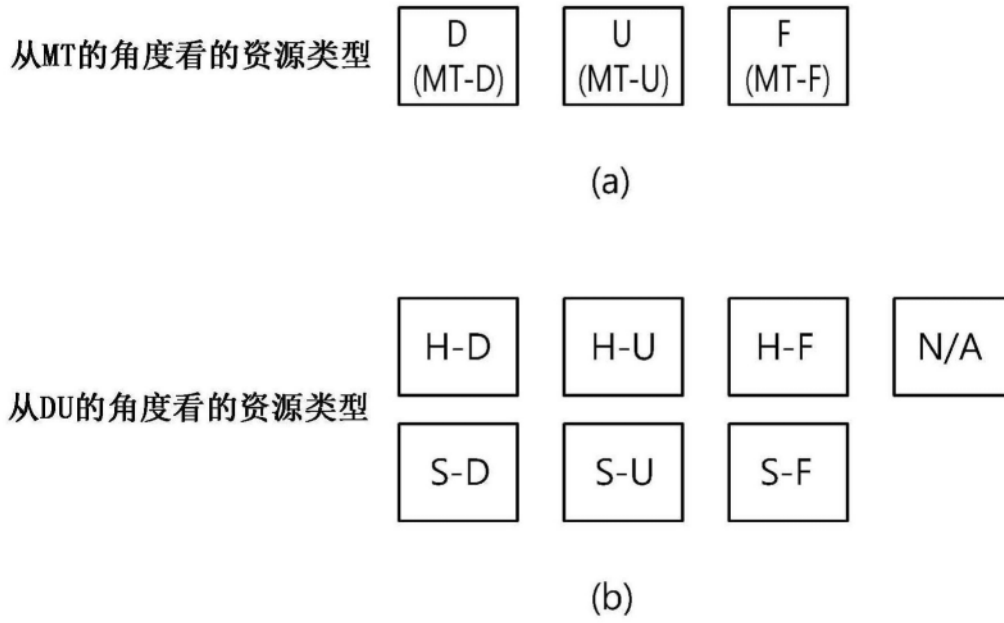 从MT的角度看的资源类型
D
(MT-D)
U
(MT-U)
F
(MT-F)
(a)
从DU的角度看的资源类型
H-D
H-U
H-F
N/A
S-D
S-U
S-F
(b)